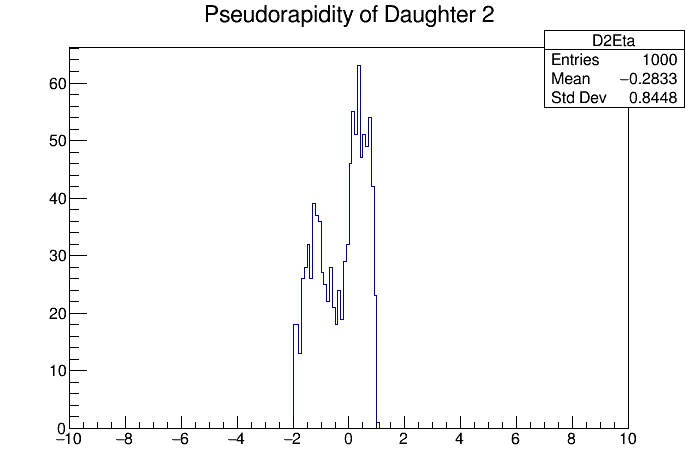 Pseudorapidity of Daughter 2
D2Eta
Entries 1000
Mean −0.2833
Std Dev 0.8448
60
50
40
30
20
10
0
−10 −8 −6 −4 −2 0 2 4 6 8 10